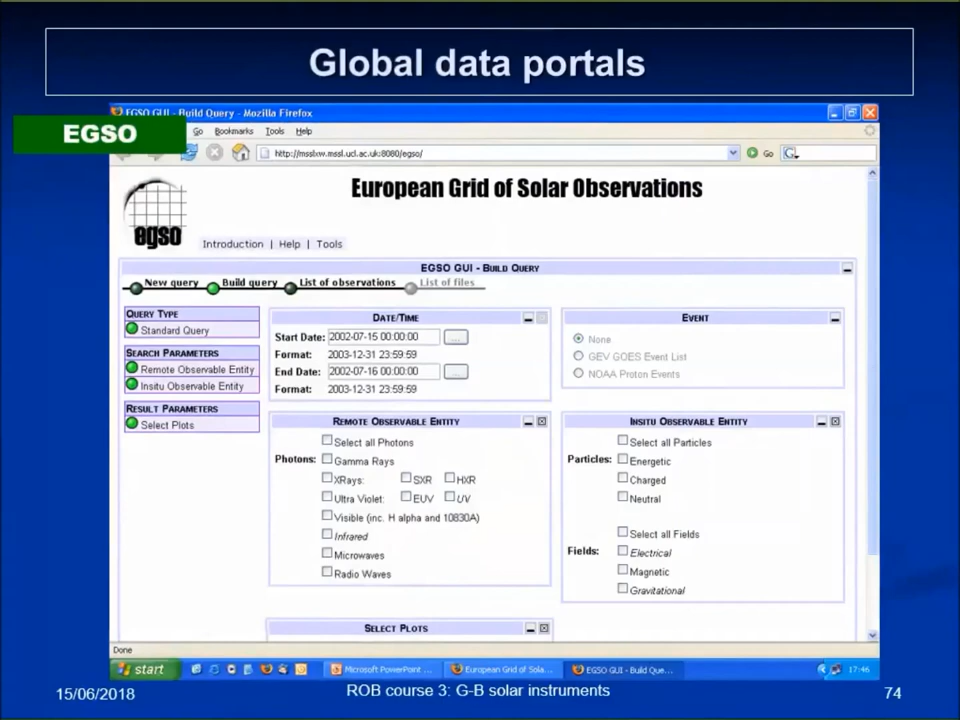 Global data portals
EGSO GUI - Build Query - Mozilla Firefox
EGSO
Go Bookmarks Tools Help
http://msslxw.mssl.ucl.ac.uk:8080/egso/
Go
European Grid of Solar Observations
egso
Introduction | Help | Tools
EGSO GUI - BUILD QUERY
New query Build query List of observations List of files
QUERY TYPE
Standard Query
SEARCH PARAMETERS
Remote Observable Entity
Insitu Observable Entity
RESULT PARAMETERS
Select Plots
DATE/TIME
Start Date: 2002-07-15 00:00:00 ...
Format: 2003-12-31 23:59:59
End Date: 2002-07-16 00:00:00 ...
Format: 2003-12-31 23:59:59
EVENT
None
GEV GOES Event List
NOAA Proton Events
REMOTE OBSERVABLE ENTITY
Select all Photons
Photons: Gamma Rays
XRays: SXR HXR
Ultra Violet: EUV UV
Visible (inc. H alpha and 10830A)
Infrared
Microwaves
Radio Waves
INSITU OBSERVABLE ENTITY
Select all Particles
Particles: Energetic
Charged
Neutral
Select all Fields
Fields: Electrical
Magnetic
Gravitational
SELECT PLOTS
Done
start Microsoft PowerPoint ... European Grid of Sola... EGSO GUI - Build Que... 17:46
15/06/2018 ROB course 3: G-B solar instruments 74